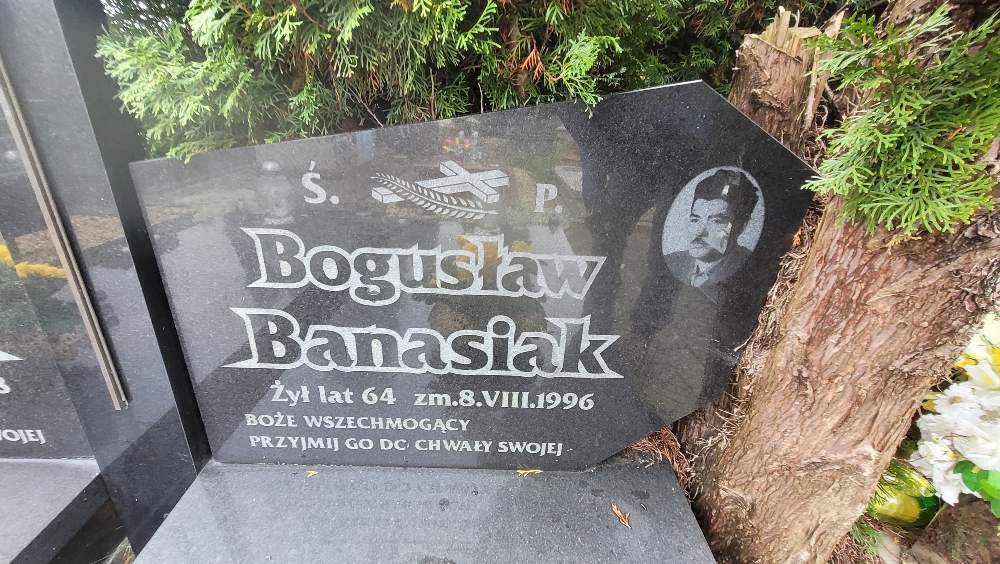 Ś. P.
Bogusław
Banasiak
Żył lat 64 zm.8.VIII.1996
BOŻE WSZECHMOGĄCY
PRZYJMIJ GO DO CHWAŁY SWOJEJ